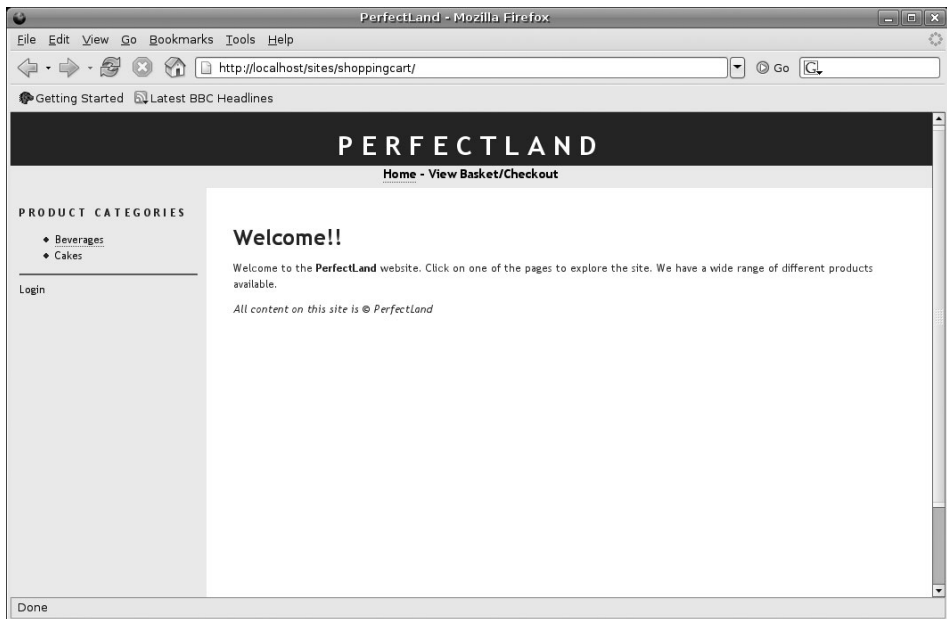 PerfectLand - Mozilla Firefox
File Edit View Go Bookmarks Tools Help
http://localhost/sites/shoppingcart/ Go G
Getting Started Latest BBC Headlines
PERFECTLAND
Home - View Basket/Checkout
PRODUCT CATEGORIES
Beverages
Cakes
Login
Welcome!!
Welcome to the PerfectLand website. Click on one of the pages to explore the site. We have a wide range of different products
available.
All content on this site is © PerfectLand
Done